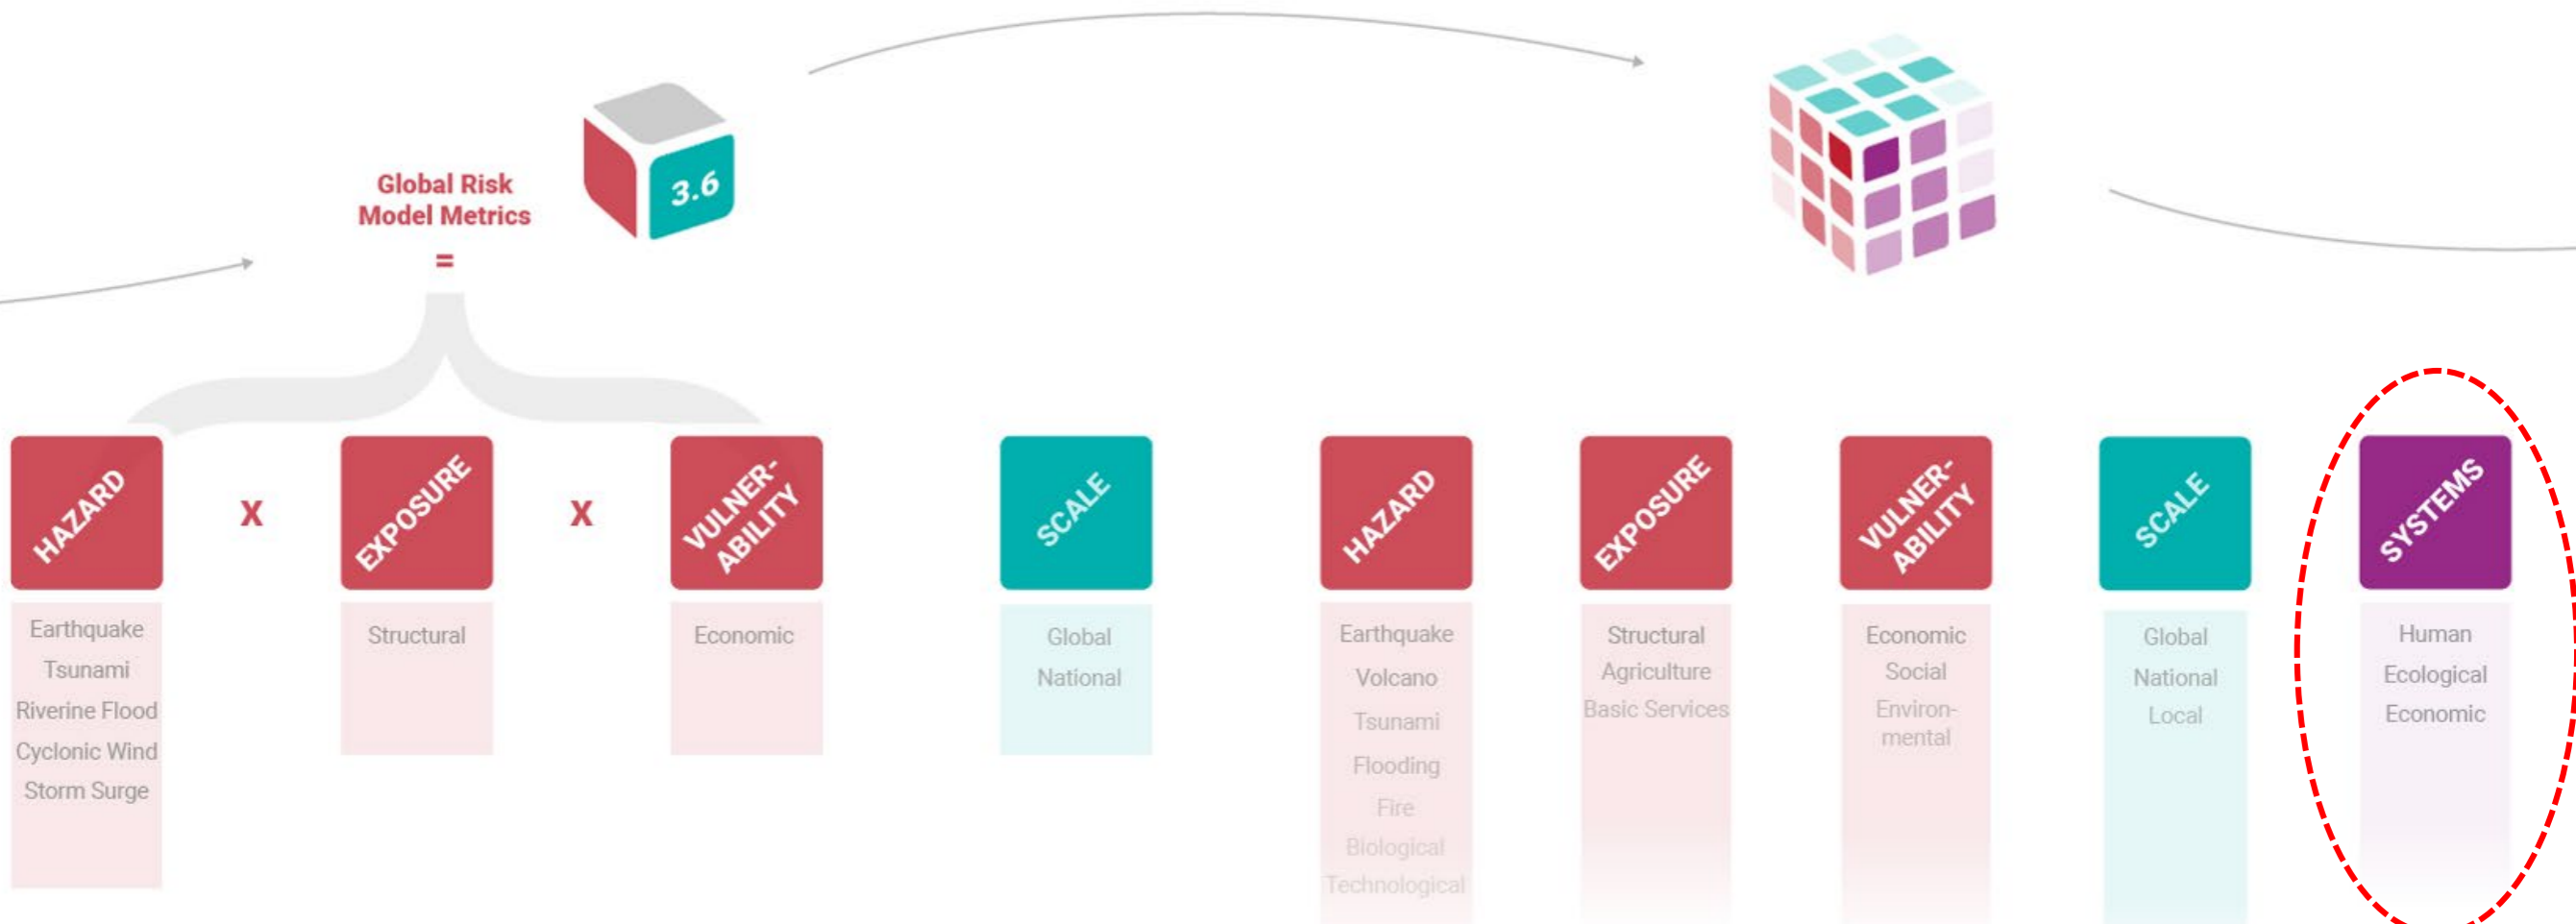 Global Risk
Model Metrics
=
3.6
HAZARD
X
EXPOSURE
X
VULNER-
ABILITY
SCALE
HAZARD
EXPOSURE
VULNER-
ABILITY
SCALE
SYSTEMS
Earthquake
Tsunami
Riverine Flood
Cyclonic Wind
Storm Surge
Structural
Economic
Global
National
Earthquake
Volcano
Tsunami
Flooding
Fire
Biological
Technological
Structural
Agriculture
Basic Services
Economic
Social
Environ-
mental
Global
National
Local
Human
Ecological
Economic